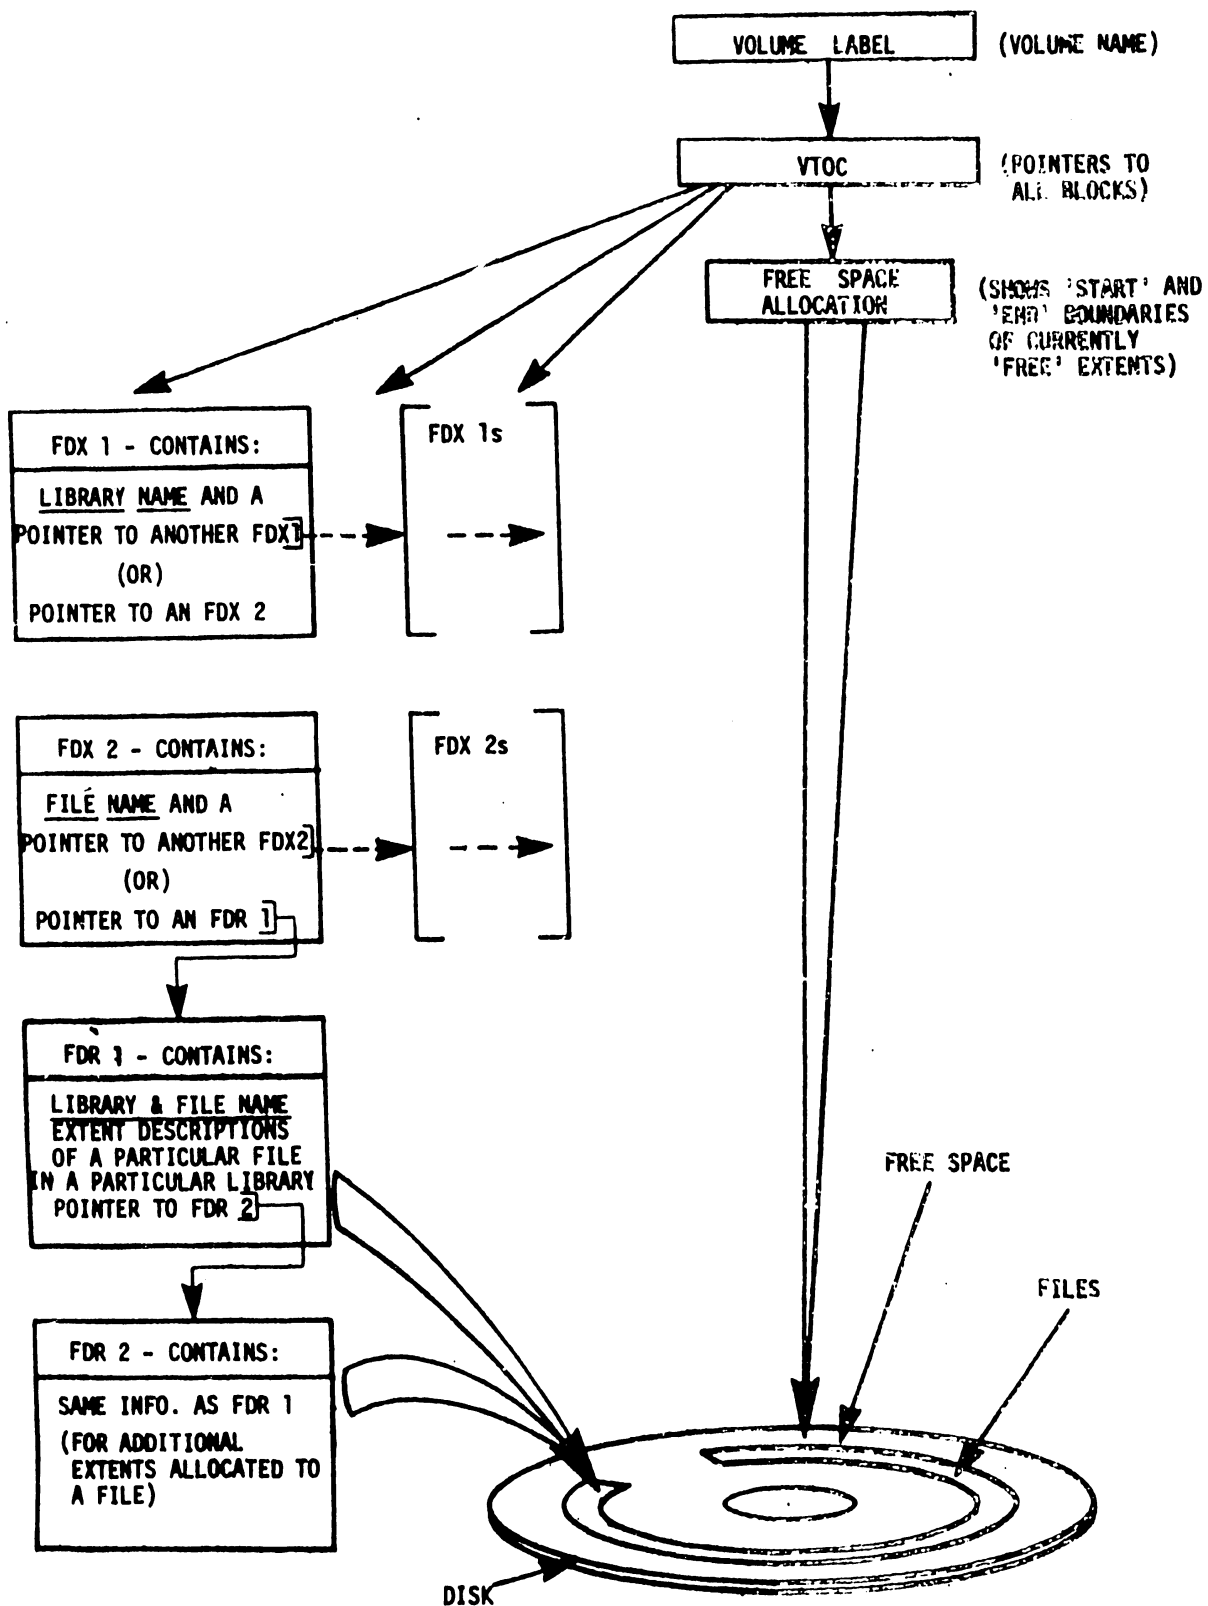 VOLUME LABEL
(VOLUME NAME)
VTOC
(POINTERS TO
ALL BLOCKS)
FREE SPACE
ALLOCATION
(SHOWS 'START' AND
'END' BOUNDARIES
OF CURRENTLY
'FREE' EXTENTS)
FDX 1 - CONTAINS:
LIBRARY NAME AND A
POINTER TO ANOTHER FDX1
(OR)
POINTER TO AN FDX 2
FDX 1s
FDX 2 - CONTAINS:
FILE NAME AND A
POINTER TO ANOTHER FDX2
(OR)
POINTER TO AN FDR 1
FDX 2s
FDR 1 - CONTAINS:
LIBRARY & FILE NAME
EXTENT DESCRIPTIONS
OF A PARTICULAR FILE
IN A PARTICULAR LIBRARY
POINTER TO FDR 2
FDR 2 - CONTAINS:
SAME INFO. AS FDR 1
(FOR ADDITIONAL
EXTENTS ALLOCATED TO
A FILE)
FREE SPACE
FILES
DISK